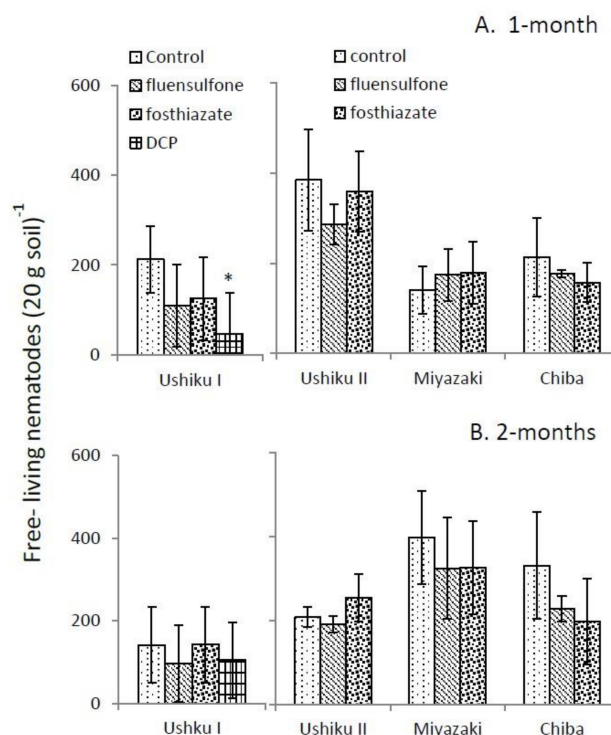 A. 1-month
Control
fluensulfone
fosthiazate
DCP
control
fluensulfone
fosthiazate
600
400
200
0
*
Ushiku I
Ushiku II
Miyazaki
Chiba
Free- living nematodes (20 g soil)-1
B. 2-months
600
400
200
0
Ushku I
Ushiku II
Miyazaki
Chiba